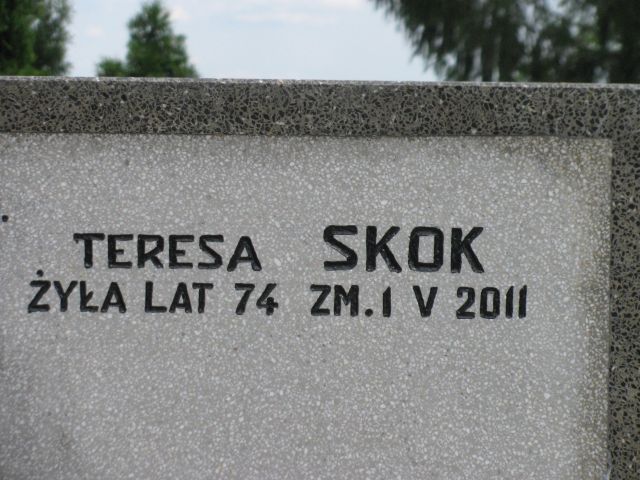 TERESA SKOK
ŻYŁA LAT 74 ZM. 1 V 2011